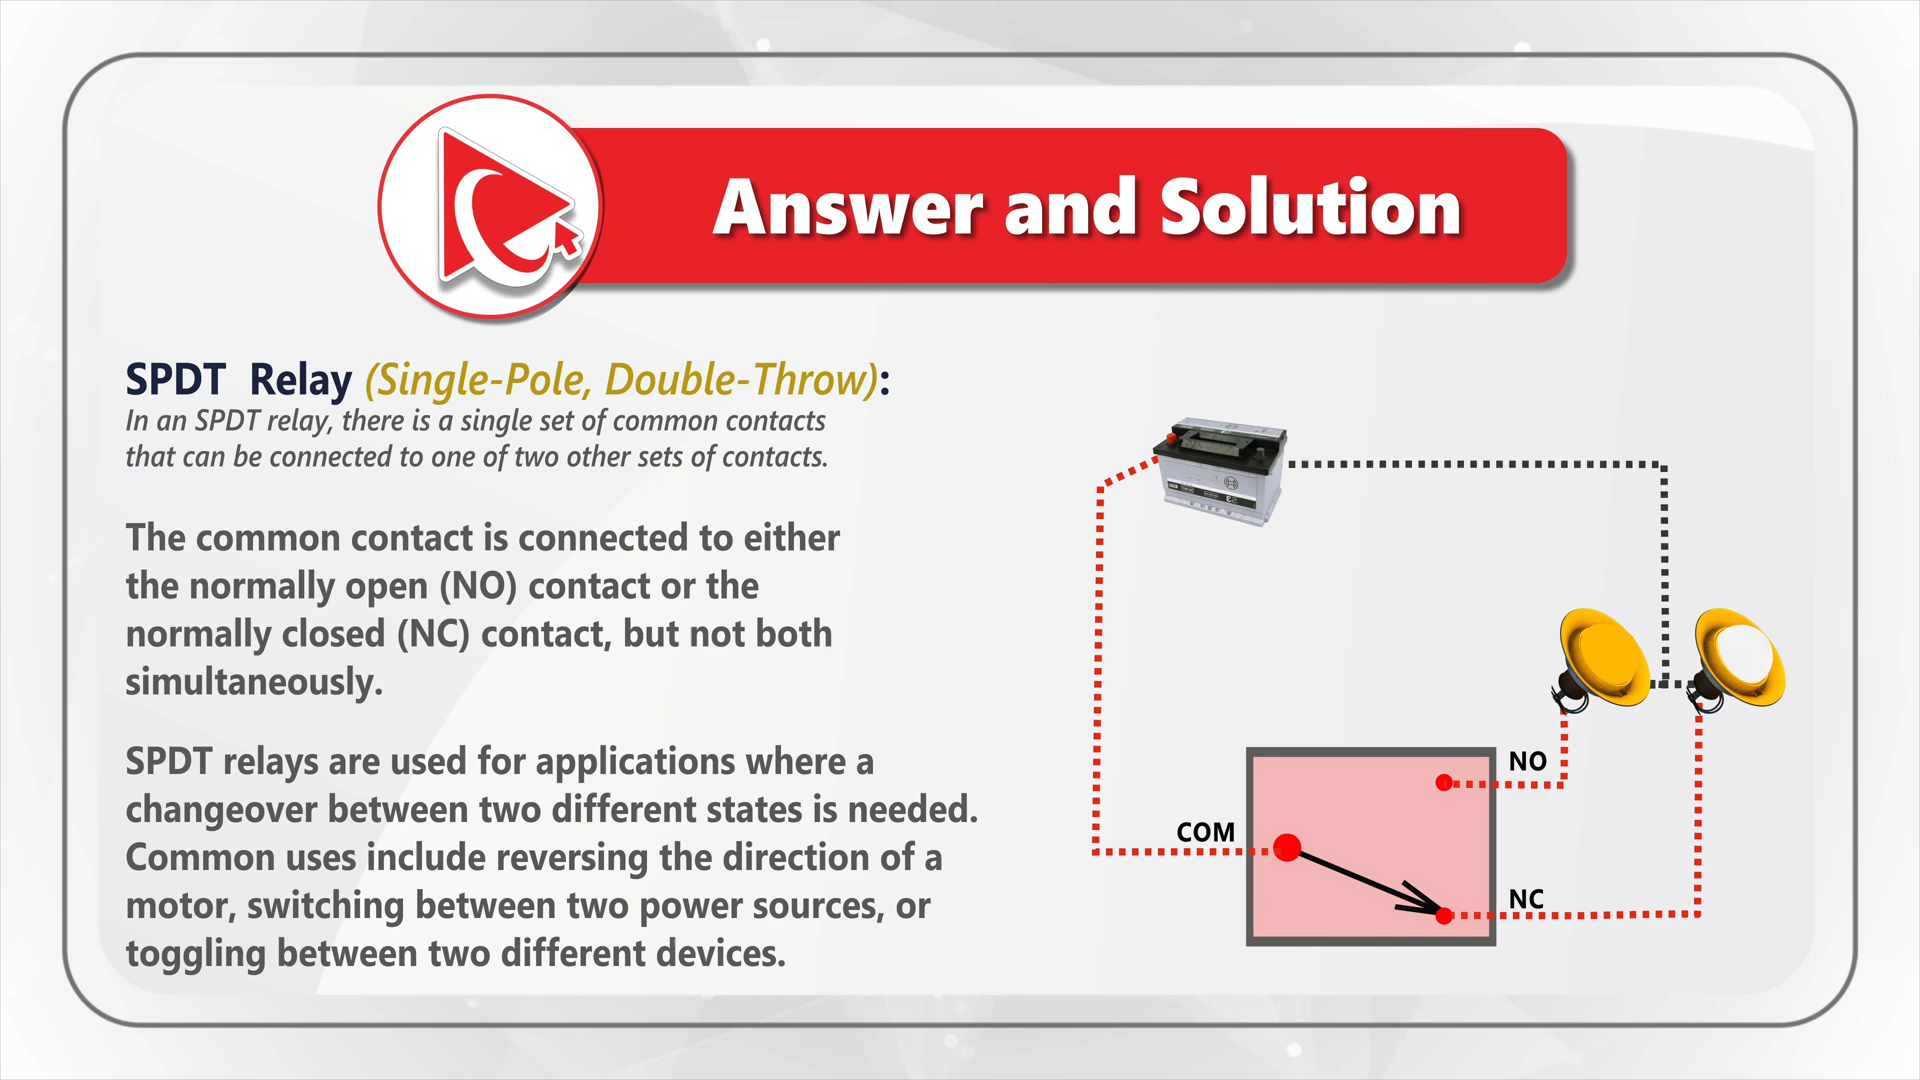 Answer and Solution
SPDT Relay (Single-Pole, Double-Throw):
In an SPDT relay, there is a single set of common contacts
that can be connected to one of two other sets of contacts.
The common contact is connected to either
the normally open (NO) contact or the
normally closed (NC) contact, but not both
simultaneously.
SPDT relays are used for applications where a
changeover between two different states is needed.
Common uses include reversing the direction of a
motor, switching between two power sources, or
toggling between two different devices.
NO
COM
NC